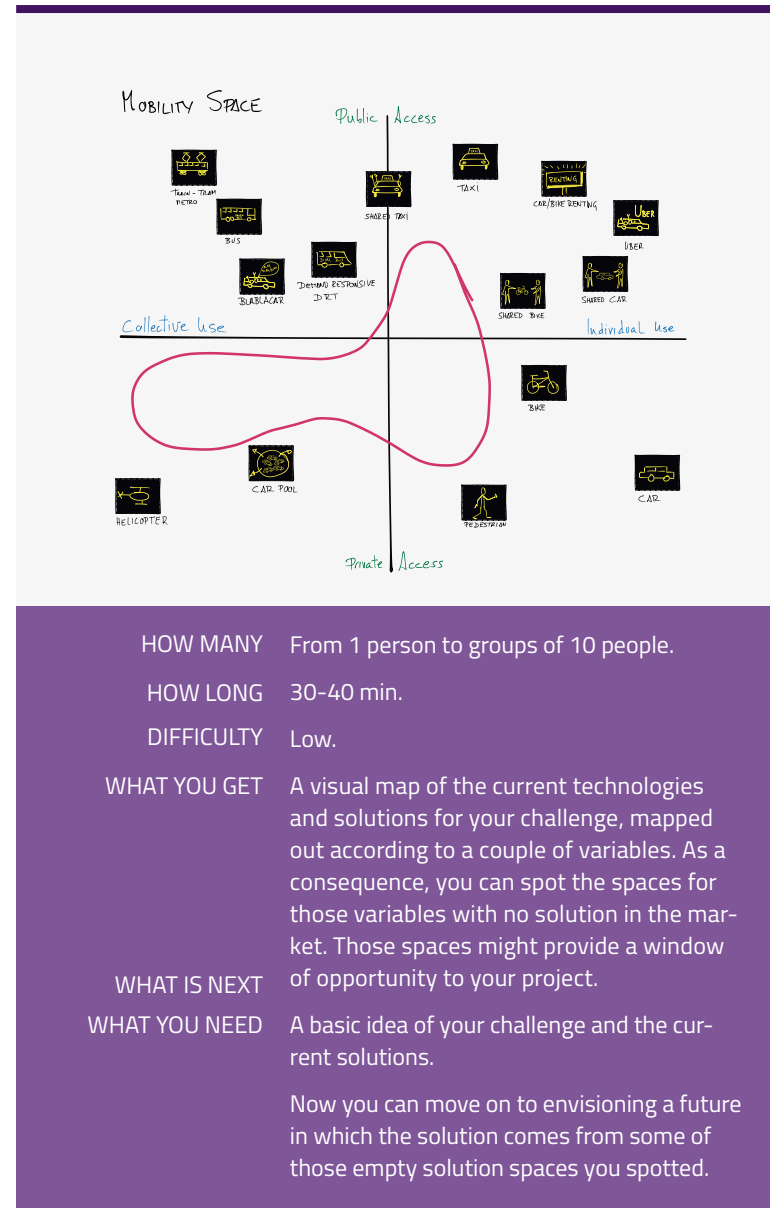 MOBILITY SPACE
Public Access
TRAIN - TRAM
METRO
BUS
BLABLACAR
DEMAND RESPONSIVE
DRT
TAXI
SHARED TAXI
TAXI
RENTING
CAR/BIKE RENTING
UBER
UBER
SHARED BIKE
SHARED CAR
Collective Use
Individual Use
BIKE
HELICOPTER
CAR POOL
PEDESTRIAN
CAR
Private Access
HOW MANY From 1 person to groups of 10 people.
HOW LONG 30-40 min.
DIFFICULTY Low.
WHAT YOU GET A visual map of the current technologies
and solutions for your challenge, mapped
out according to a couple of variables. As a
consequence, you can spot the spaces for
those variables with no solution in the mar-
ket. Those spaces might provide a window
WHAT IS NEXT of opportunity to your project.
WHAT YOU NEED A basic idea of your challenge and the cur-
rent solutions.
Now you can move on to envisioning a future
in which the solution comes from some of
those empty solution spaces you spotted.